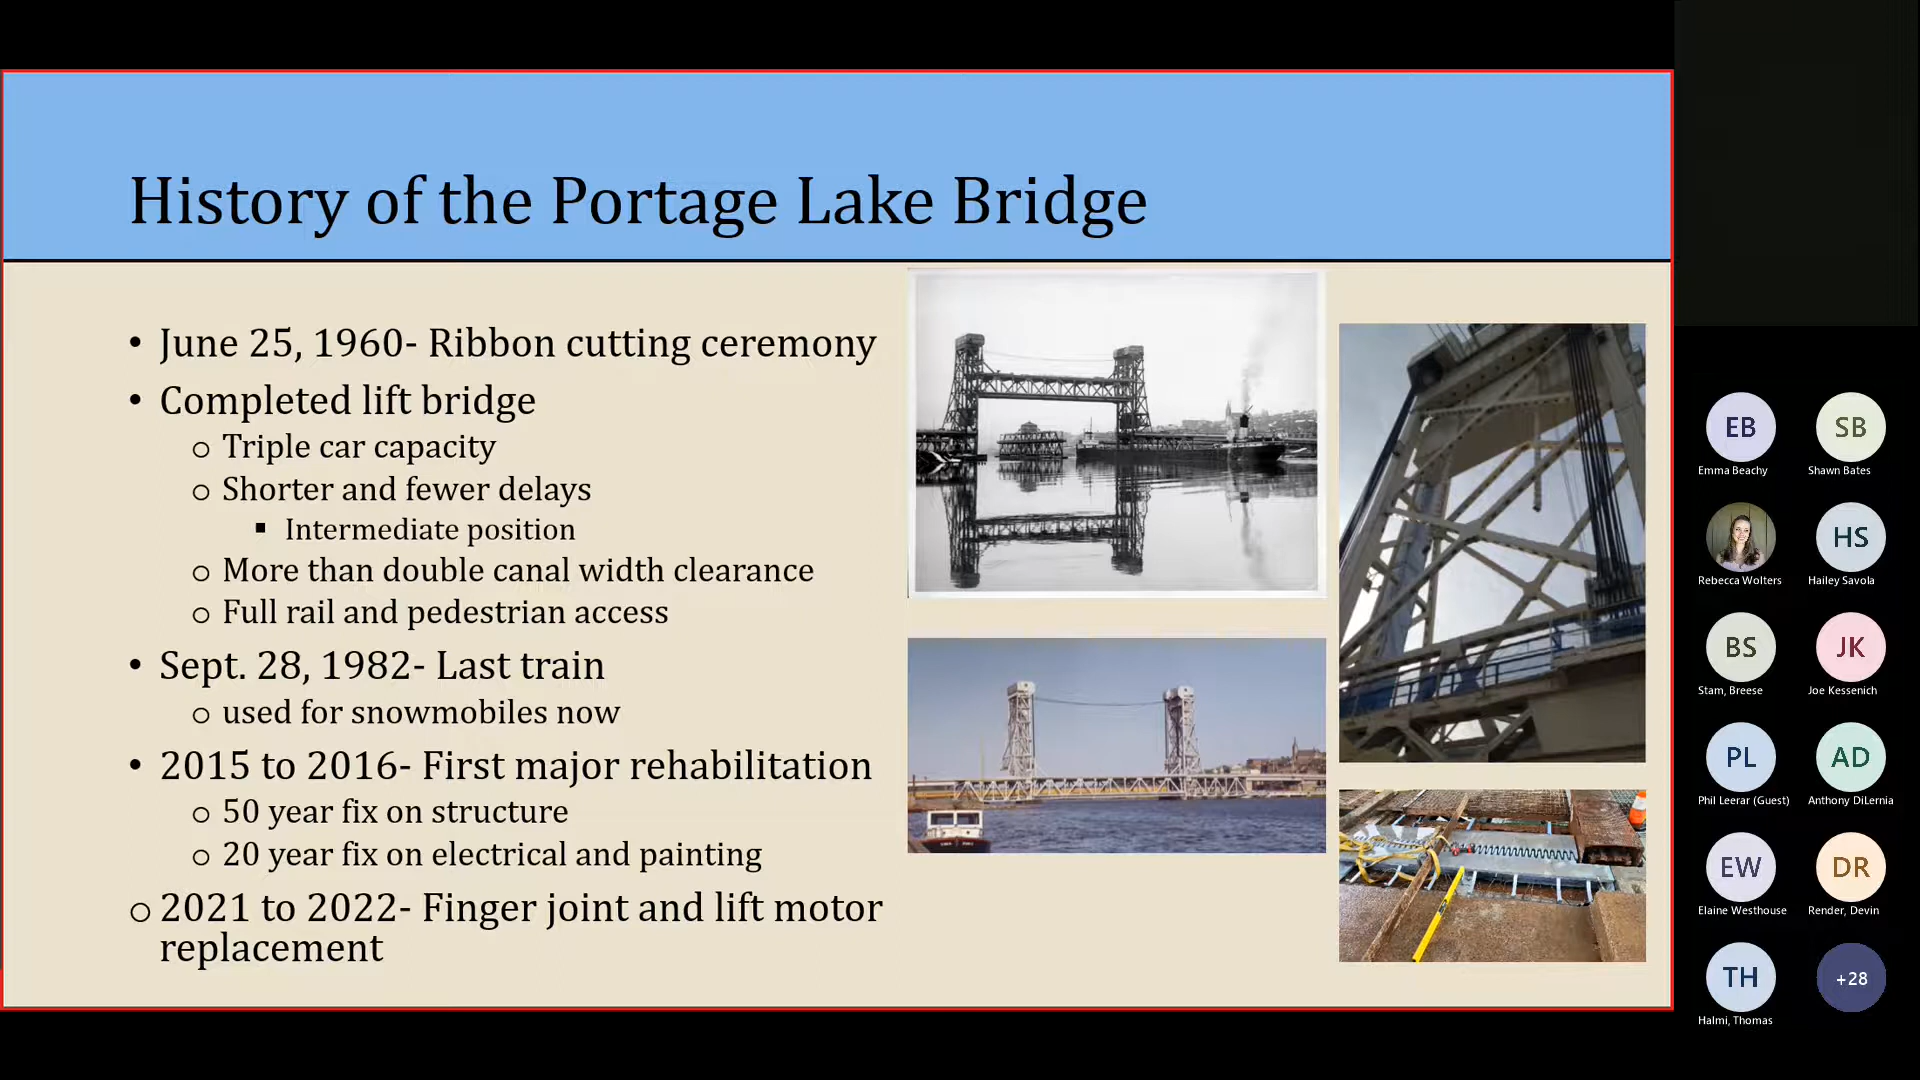 History of the Portage Lake Bridge
• June 25, 1960- Ribbon cutting ceremony
• Completed lift bridge
o Triple car capacity
o Shorter and fewer delays
▪ Intermediate position
o More than double canal width clearance
o Full rail and pedestrian access
• Sept. 28, 1982- Last train
o used for snowmobiles now
• 2015 to 2016- First major rehabilitation
o 50 year fix on structure
o 20 year fix on electrical and painting
o 2021 to 2022- Finger joint and lift motor
replacement
EB
Emma Beachy
SB
Shawn Bates
Rebecca Wolters
HS
Hailey Savola
BS
Stam, Breese
JK
Joe Kessenich
PL
Phil Leerar (Guest)
AD
Anthony DiLernia
EW
Elaine Westhouse
DR
Render, Devin
TH
Halmi, Thomas
+28